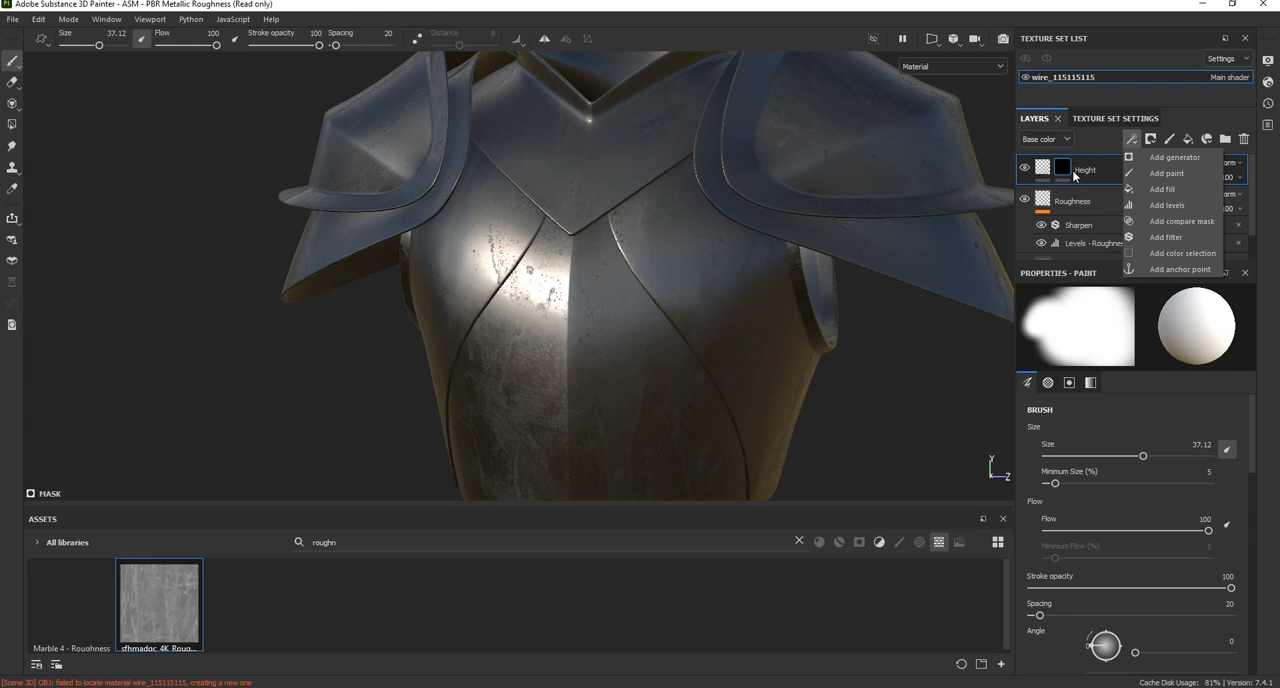 Adobe Substance 3D Painter - ASM - PBR Metallic Roughness (Read only)
File Edit Mode Window Viewport Python JavaScript Help
Size 37.12 Flow 100 Stroke opacity 100 Spacing 20 Distance 8
Material
TEXTURE SET LIST
Settings
wire_115115115 Main shader
LAYERS TEXTURE SET SETTINGS
Base color
Add generator
Height
Add paint
Add fill
Roughness
Add levels
Sharpen
Add compare mask
Levels - Roughnes
Add filter
Add color selection
Add anchor point
PROPERTIES - PAINT
BRUSH
Size
Size 37.12
Minimum Size (%) 5
Flow
Flow 100
Minimum Flow (%) 5
Stroke opacity 100
Spacing 20
Angle 0
Y
Z
MASK
ASSETS
All libraries
roughn
Marble 4 - Roughness
sfhmadgc_4K_Roug...
[Scene 3D] OBJ: failed to locate material wire_115115115, creating a new one
Cache Disk Usage: 81% | Version: 7.4.1